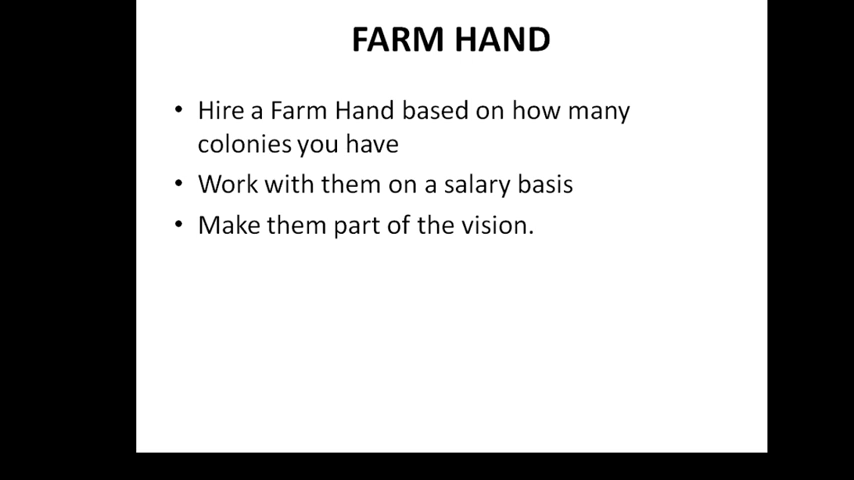 FARM HAND
• Hire a Farm Hand based on how many
colonies you have
• Work with them on a salary basis
• Make them part of the vision.